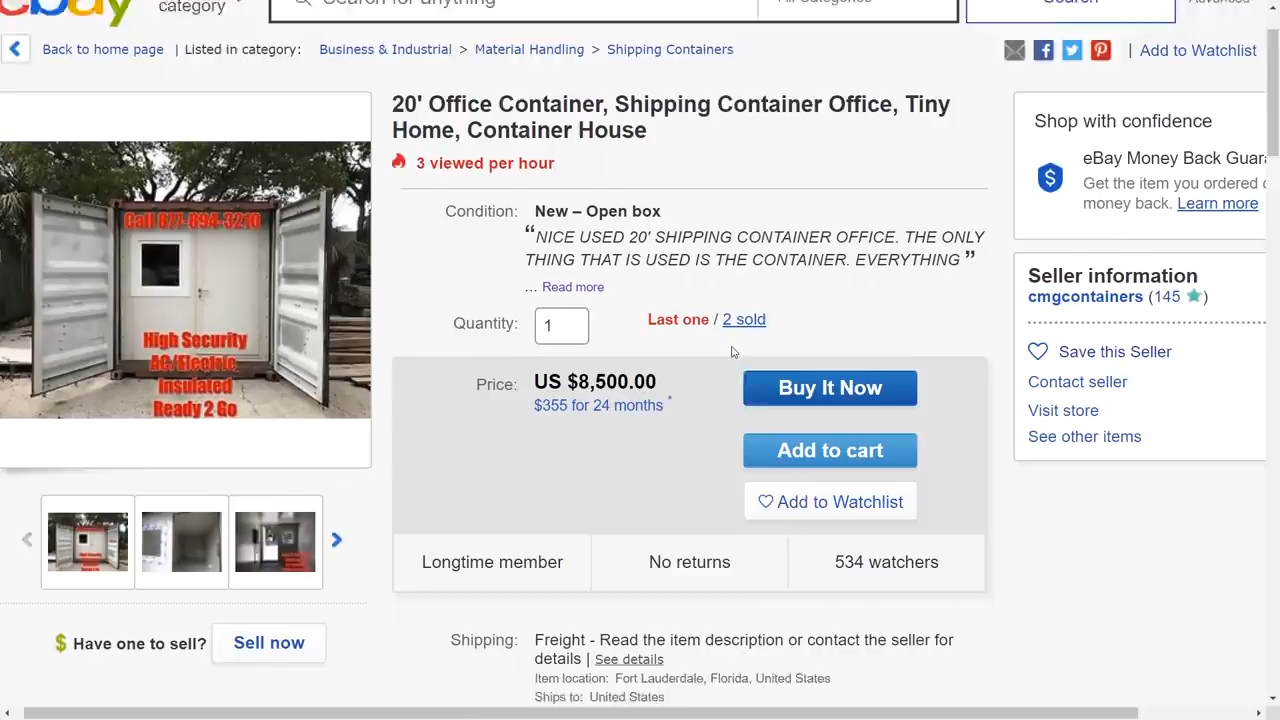 ebay
category
Search for anything
All Categories
Search
Advanced
Back to home page | Listed in category: Business & Industrial > Material Handling > Shipping Containers
| Add to Watchlist
20' Office Container, Shipping Container Office, Tiny
Home, Container House
3 viewed per hour
Condition: New – Open box
“NICE USED 20' SHIPPING CONTAINER OFFICE. THE ONLY
THING THAT IS USED IS THE CONTAINER. EVERYTHING ”
... Read more
Quantity: 1
Last one / 2 sold
Price: US $8,500.00
$355 for 24 months *
Buy It Now
Add to cart
Add to Watchlist
Longtime member
No returns
534 watchers
Shipping: Freight - Read the item description or contact the seller for
details | See details
Item location: Fort Lauderdale, Florida, United States
Ships to: United States
Call 877-894-3210
High Security
AC/Electric
Insulated
Ready 2 Go
$ Have one to sell? Sell now
Shop with confidence
eBay Money Back Guar
Get the item you ordered
money back. Learn more
Seller information
cmgcontainers (145)
Save this Seller
Contact seller
Visit store
See other items